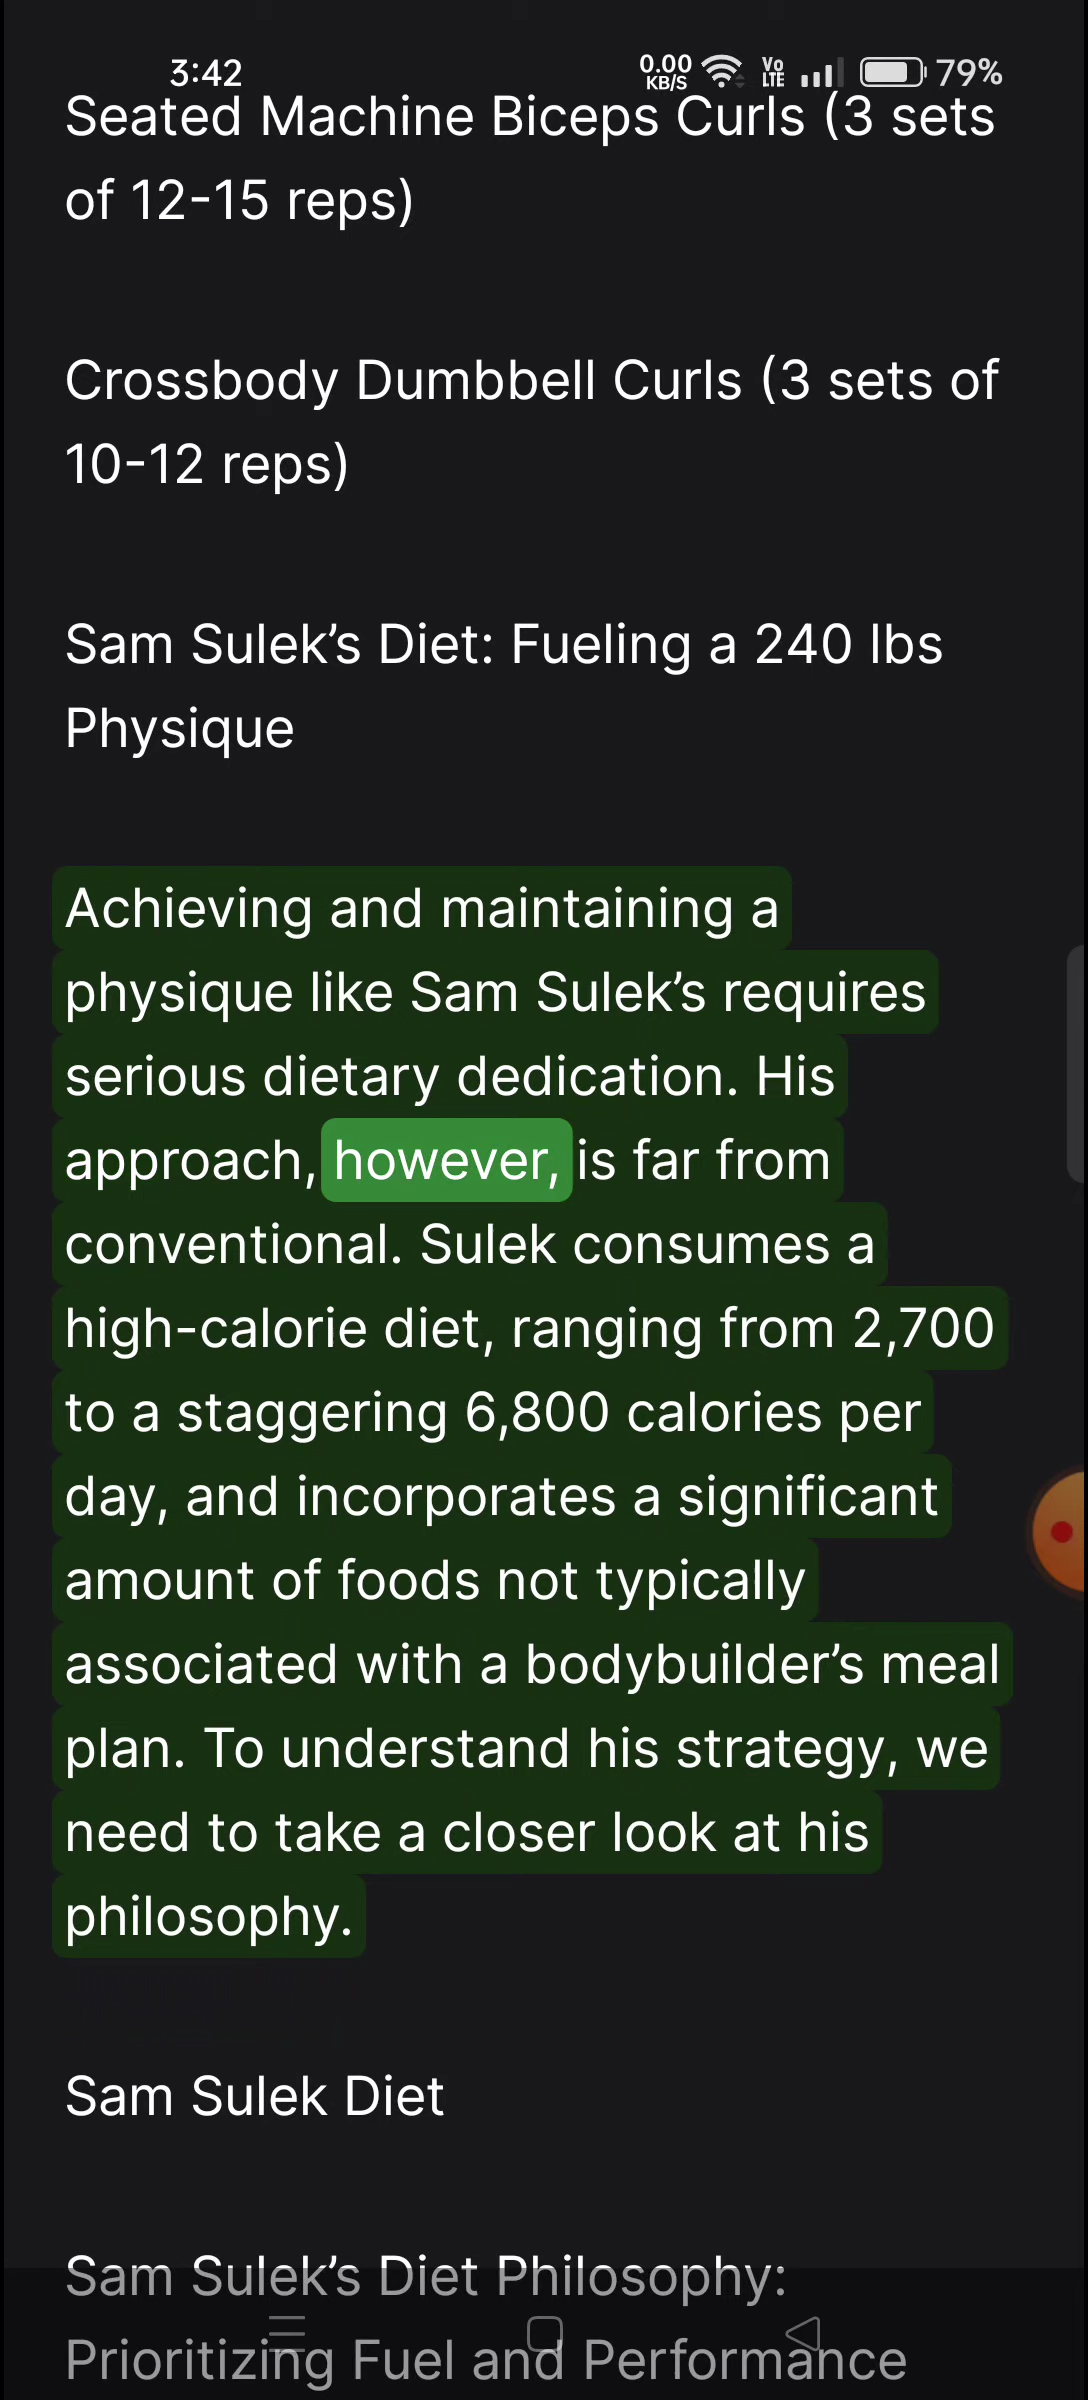 3:42
0.00
KB/S
Vo
LTE
79%
Seated Machine Biceps Curls (3 sets
of 12-15 reps)
Crossbody Dumbbell Curls (3 sets of
10-12 reps)
Sam Sulek’s Diet: Fueling a 240 lbs
Physique
Achieving and maintaining a
physique like Sam Sulek’s requires
serious dietary dedication. His
approach, however, is far from
conventional. Sulek consumes a
high-calorie diet, ranging from 2,700
to a staggering 6,800 calories per
day, and incorporates a significant
amount of foods not typically
associated with a bodybuilder’s meal
plan. To understand his strategy, we
need to take a closer look at his
philosophy.
Sam Sulek Diet
Sam Sulek’s Diet Philosophy:
Prioritizing Fuel and Performance